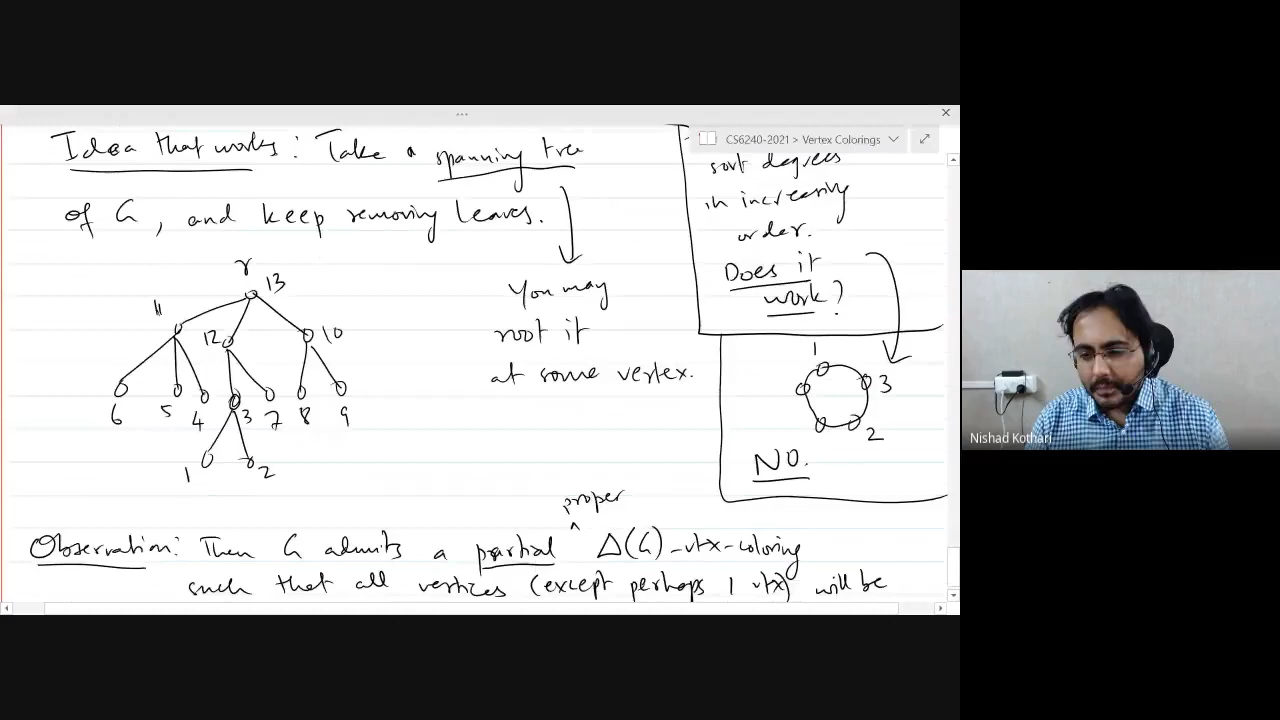 Idea that works: Take a spanning tree
of G, and keep removing leaves.
You may
root it
at some vertex.
r
13
11
12
10
6
5
4
3
7
8
9
1
2
CS6240-2021 > Vertex Colorings
sort degrees
in increasing
order.
Does it
work?
1
3
2
NO.
proper
^
Observation: Then G admits a partial Δ(G)-vtx-coloring
such that all vertices (except perhaps 1 vtx) will be
Nishad Kothari